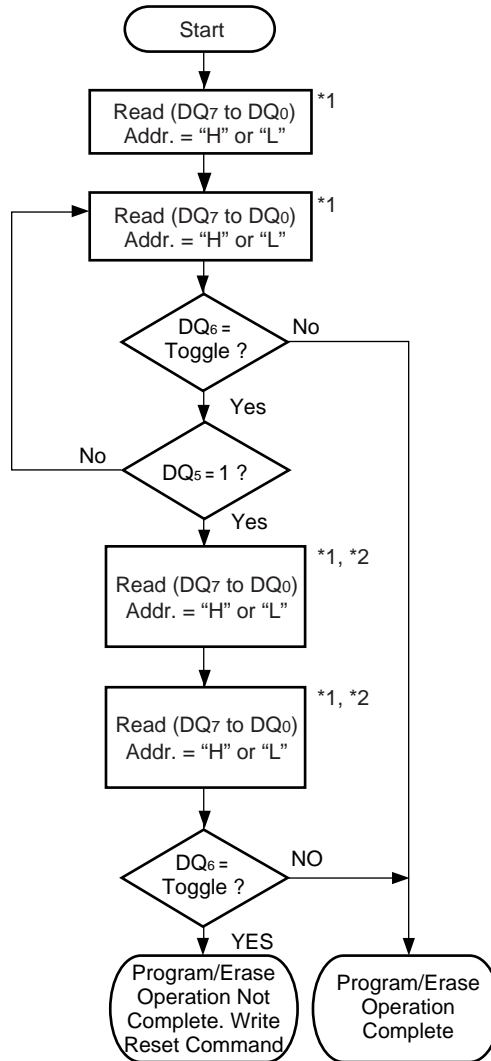 Start
Read (DQ7 to DQ0)
Addr. = “H” or “L”
*1
Read (DQ7 to DQ0)
Addr. = “H” or “L”
*1
DQ6 =
Toggle ?
No
Yes
DQ5 = 1 ?
No
Yes
*1, *2
Read (DQ7 to DQ0)
Addr. = “H” or “L”
*1, *2
Read (DQ7 to DQ0)
Addr. = “H” or “L”
DQ6 =
Toggle ?
NO
YES
Program/Erase
Operation Not
Complete. Write
Reset Command
Program/Erase
Operation
Complete